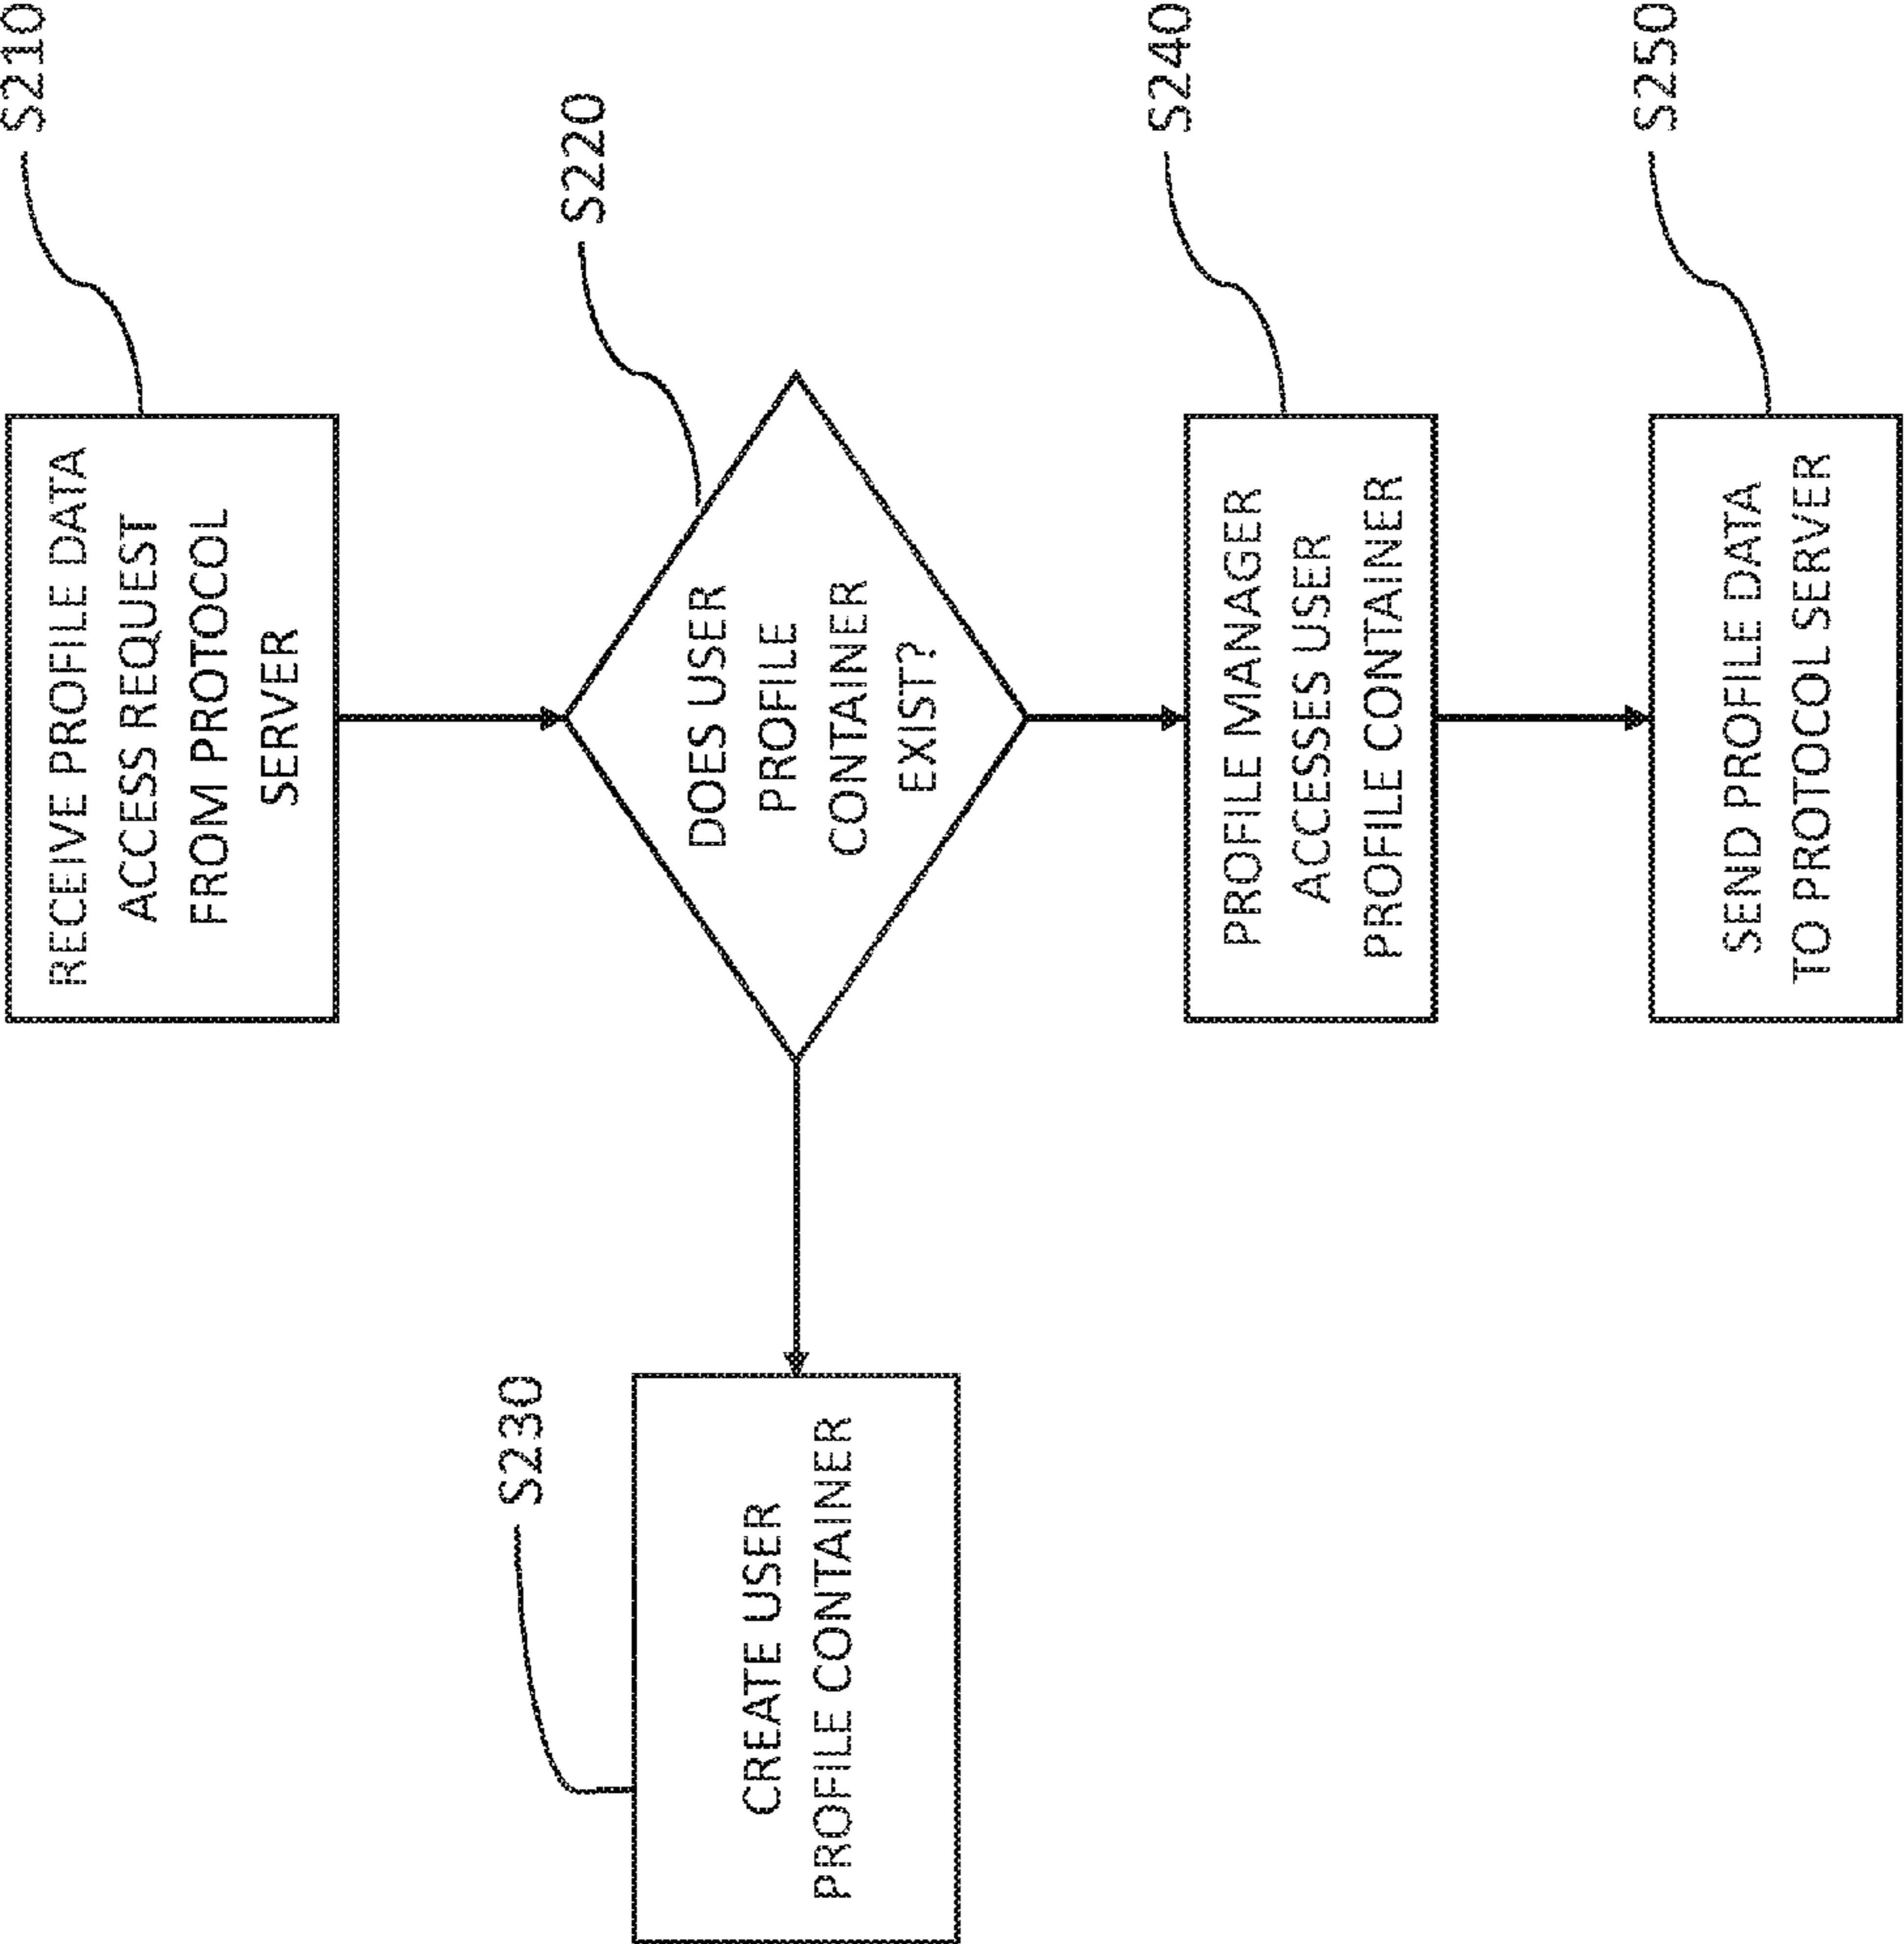 S210
RECEIVE PROFILE DATA
ACCESS REQUEST
FROM PROTOCOL
SERVER
S220
DOES USER
PROFILE
CONTAINER
EXIST?
S230
CREATE USER
PROFILE CONTAINER
S240
PROFILE MANAGER
ACCESSES USER
PROFILE CONTAINER
S250
SEND PROFILE DATA
TO PROTOCOL SERVER